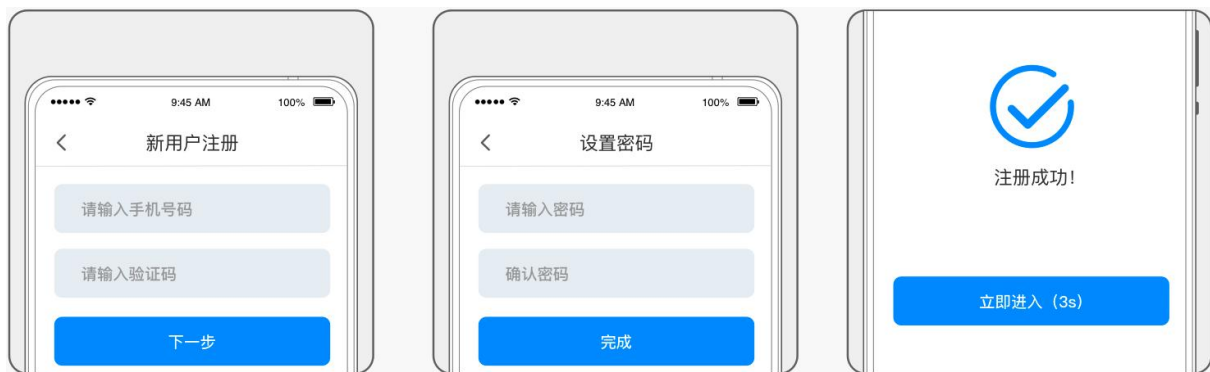 9:45 AM
100%
新用户注册
请输入手机号码
请输入验证码
下一步
9:45 AM
100%
设置密码
请输入密码
确认密码
完成
注册成功!
立即进入（3s）